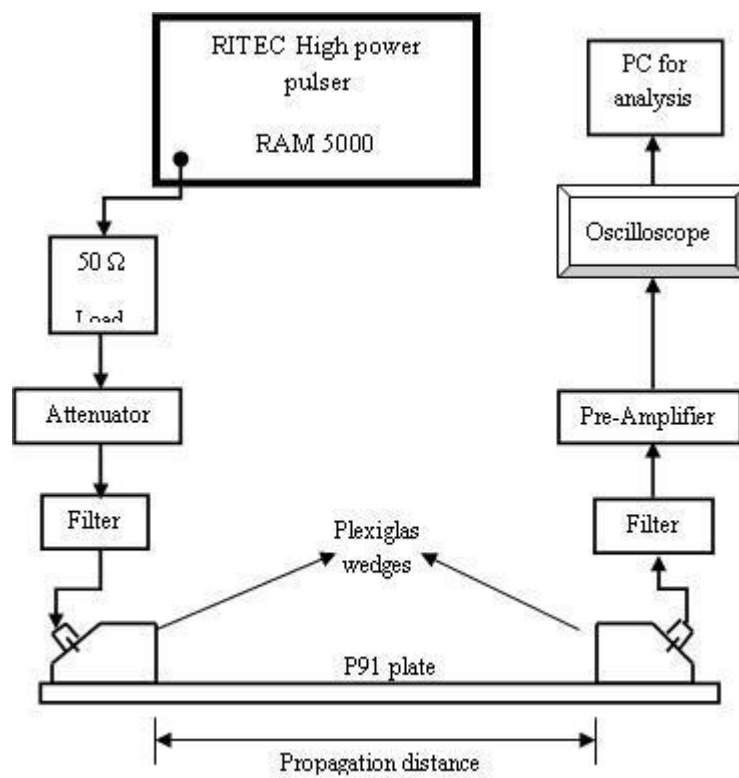 RITEC High power
pulser
RAM 5000
PC for
analysis
50 Ω
Load
Oscilloscope
Attenuator
Pre-Amplifier
Filter
Filter
Plexiglas
wedges
P91 plate
Propagation distance